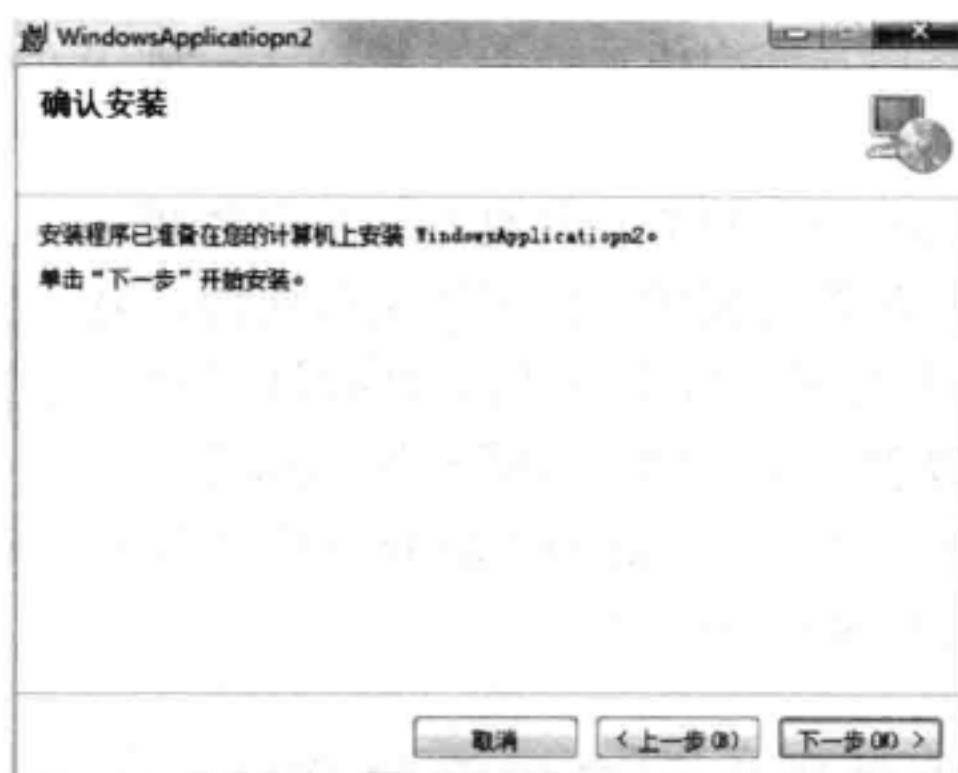 WindowsApplicatiopn2
确认安装
安装程序已准备在您的计算机上安装 WindowsApplicatiopn2。
单击“下一步”开始安装。
取消
<上一步(B)
下一步(N) >